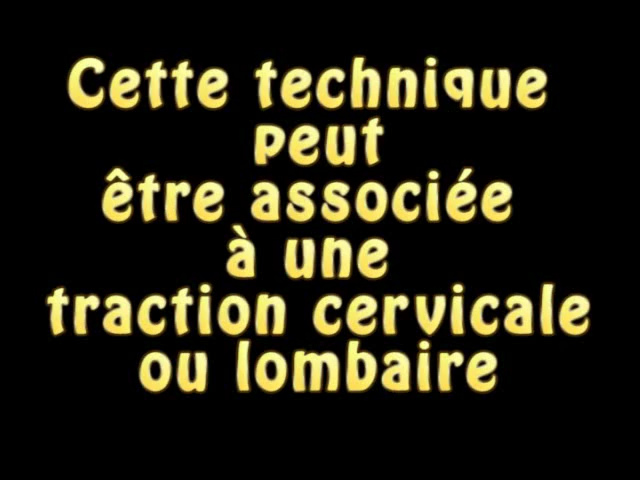 Cette technique
peut
être associée
à une
traction cervicale
ou lombaire